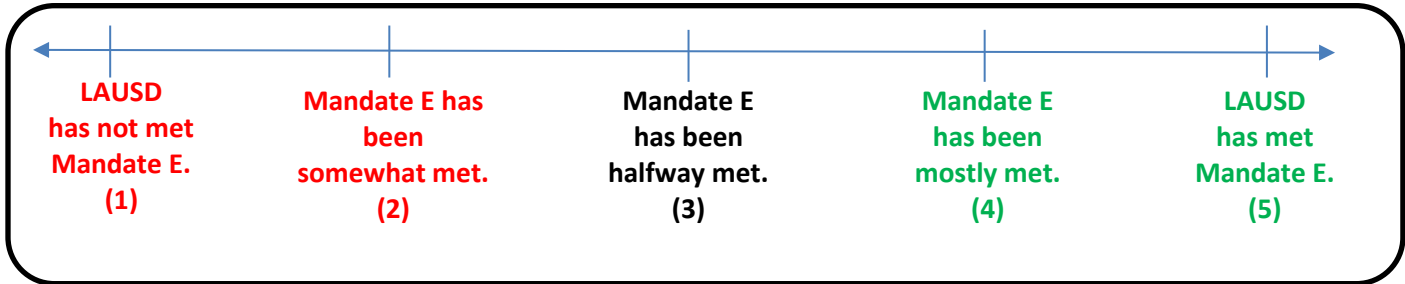 LAUSD
has not met
Mandate E.
(1)
Mandate E has
been
somewhat met.
(2)
Mandate E
has been
halfway met.
(3)
Mandate E
has been
mostly met.
(4)
LAUSD
has met
Mandate E.
(5)